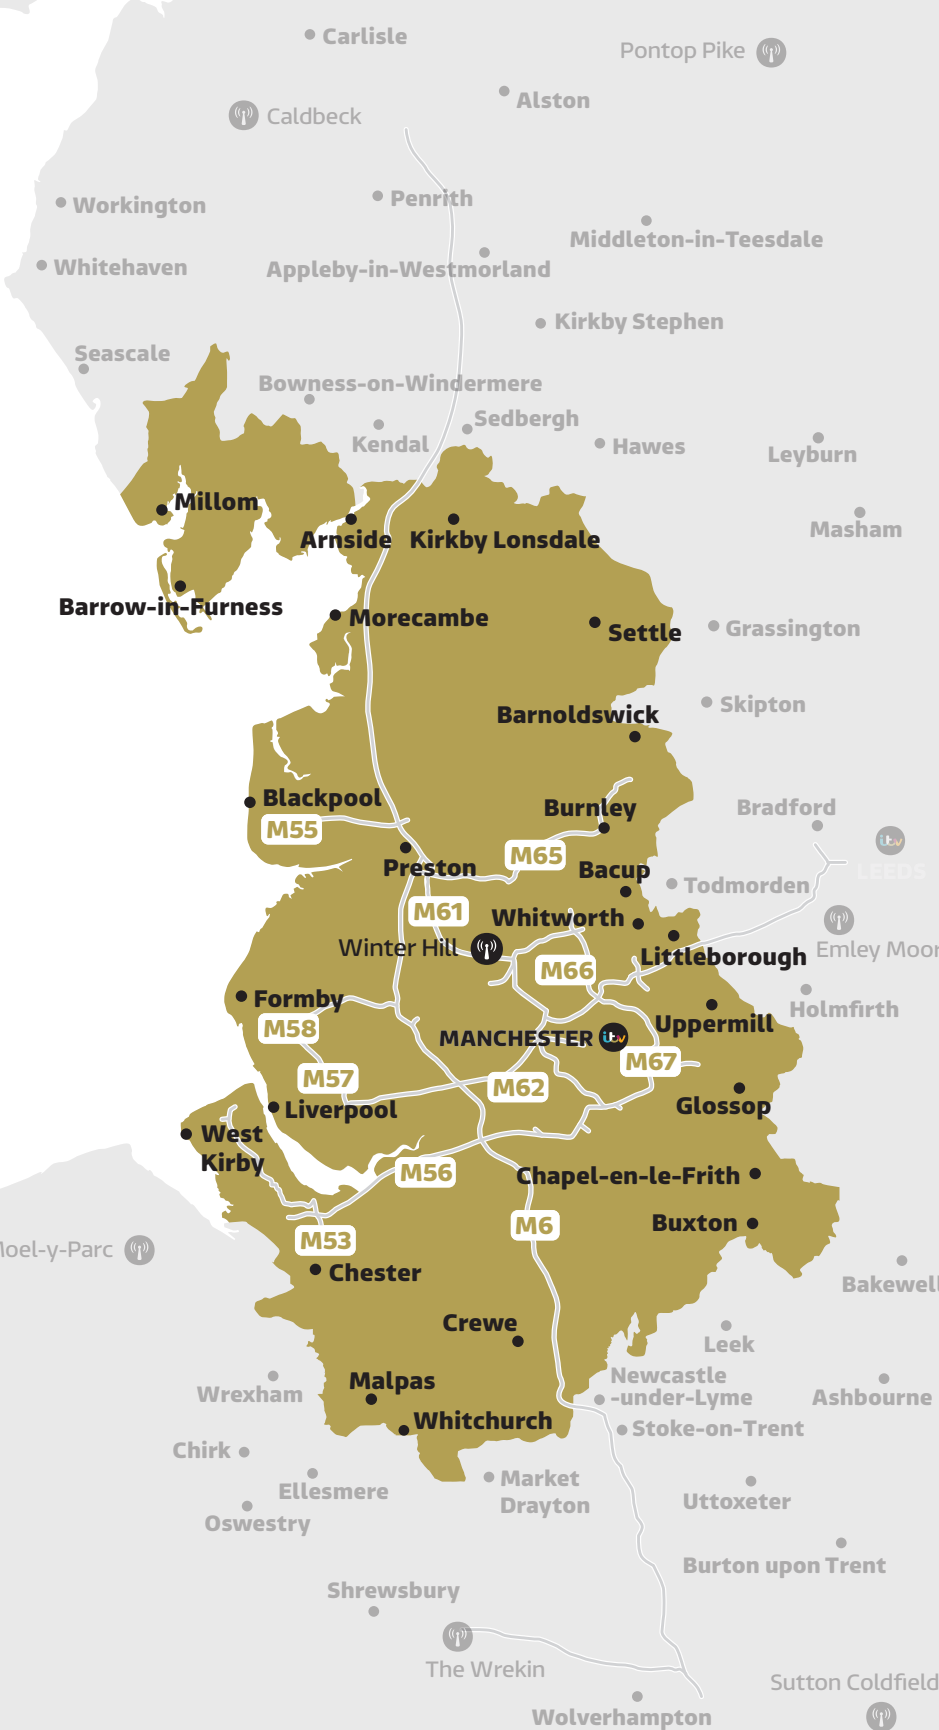 Carlisle
Pontop Pike
Alston
Caldbeck
Penrith
Workington
Middleton-in-Teesdale
Whitehaven
Appleby-in-Westmorland
Kirkby Stephen
Seascale
Bowness-on-Windermere
Sedbergh
Kendal
Hawes
Leyburn
Millom
Masham
Arnside
Kirkby Lonsdale
Barrow-in-Furness
Morecambe
Settle
Grassington
Skipton
Barnoldswick
Blackpool
Burnley
Bradford
M55
itv
M65
Preston
Bacup
LEEDS
Todmorden
M61
Whitworth
Winter Hill
Littleborough
Emley Moor
M66
Formby
Holmfirth
M58
Uppermill
MANCHESTER
itv
M67
M57
M62
Liverpool
Glossop
West
Kirby
M56
Chapel-en-le-Frith
M6
Buxton
M53
Moel-y-Parc
Chester
Bakewell
Crewe
Leek
Malpas
Newcastle
-under-Lyme
Wrexham
Ashbourne
Whitchurch
Stoke-on-Trent
Chirk
Market
Drayton
Ellesmere
Uttoxeter
Oswestry
Burton upon Trent
Shrewsbury
The Wrekin
Sutton Coldfield
Wolverhampton